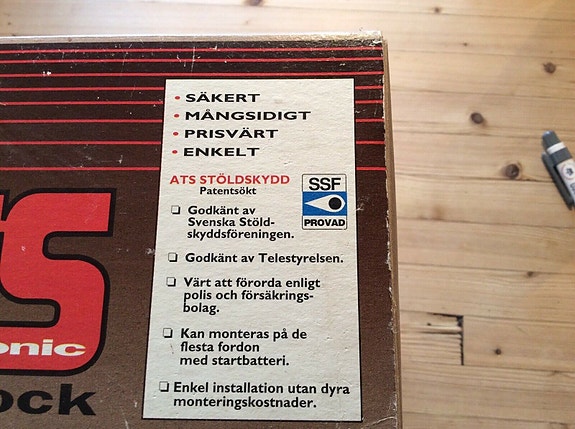 • SÄKERT
• MÅNGSIDIGT
• PRISVÄRT
• ENKELT
ATS STÖLDSKYDD
Patentsökt
SSF
PROVAD
❏ Godkänt av
Svenska Stöld-
skyddsföreningen.
❏ Godkänt av Telestyrelsen.
❏ Värt att förorda enligt
polis och försäkrings-
bolag.
❏ Kan monteras på de
flesta fordon
med startbatteri.
❏ Enkel installation utan dyra
monteringskostnader.
TS
onic
ock